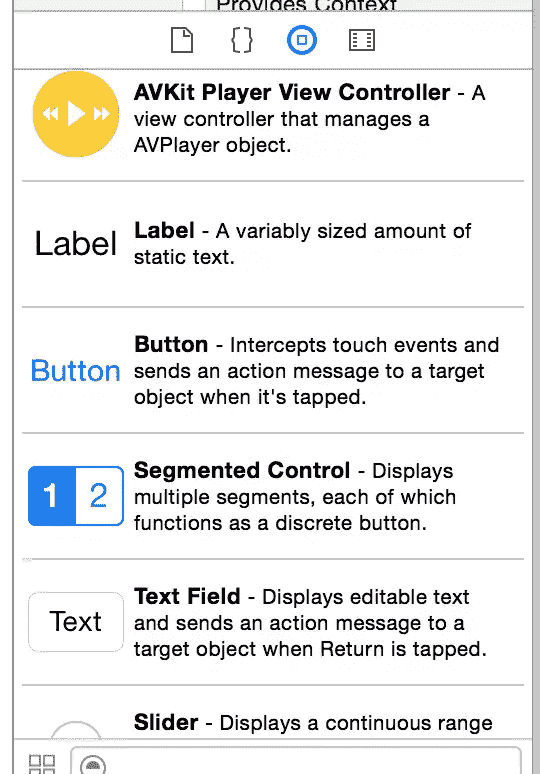 Provides Context
AVKit Player View Controller - A
view controller that manages a
AVPlayer object.
Label
Label - A variably sized amount of
static text.
Button
Button - Intercepts touch events and
sends an action message to a target
object when it's tapped.
1 2
Segmented Control - Displays
multiple segments, each of which
functions as a discrete button.
Text
Text Field - Displays editable text
and sends an action message to a
target object when Return is tapped.
Slider - Displays a continuous range